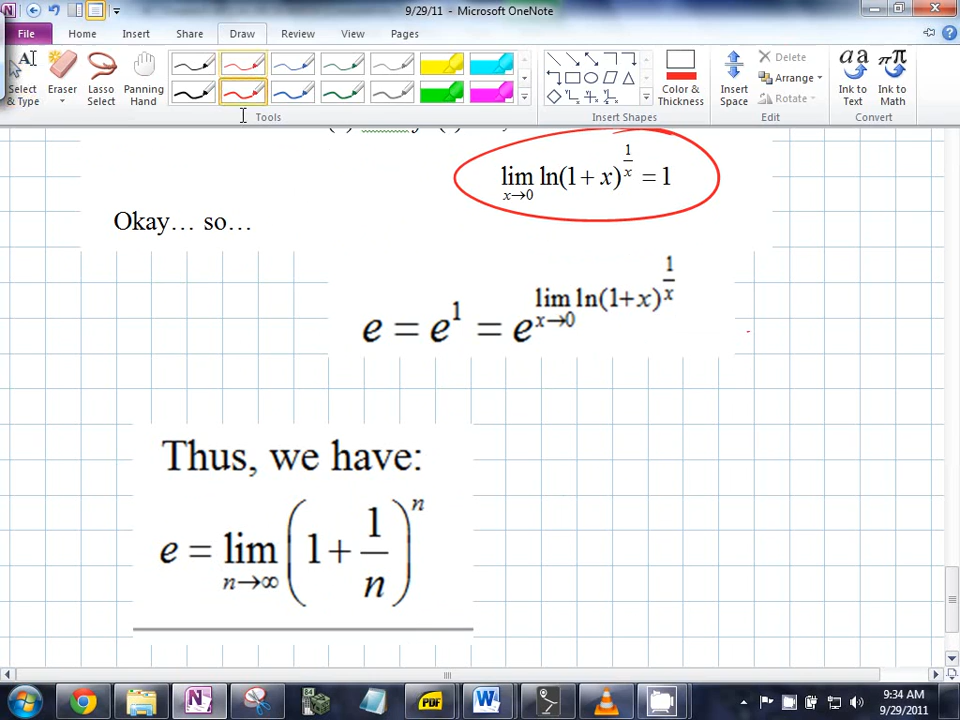 9/29/11 - Microsoft OneNote
File Home Insert Share Draw Review View Pages
Select & Type
Eraser
Lasso Select
Panning Hand
Color & Thickness
Insert Space
Delete
Arrange
Rotate
Ink to Text
Ink to Math
Tools Insert Shapes Edit Convert
lim x→0 ln(1 + x)^(1/x) = 1
Okay… so…
e = e^1 = e^(lim x→0 ln(1+x)^(1/x))
Thus, we have:
e = lim n→∞ (1 + 1/n)^n
PDF W
9:34 AM
9/29/2011